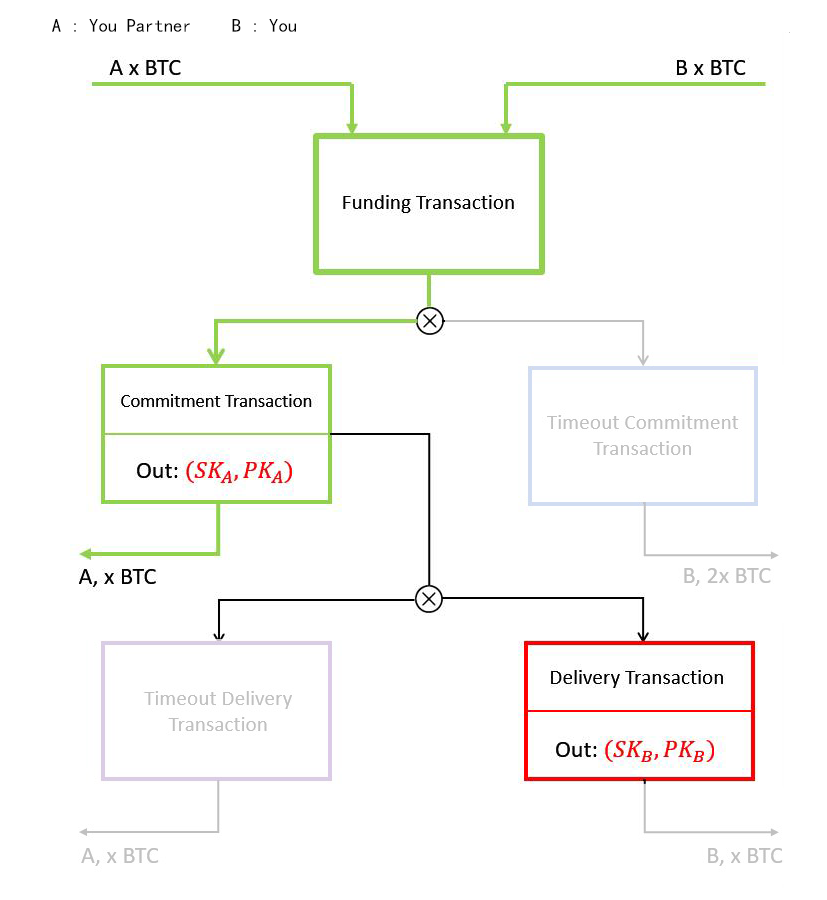 A : You Partner B : You
A x BTC
B x BTC
Funding Transaction
Commitment Transaction
Out: (SK_A, PK_A)
Timeout Commitment
Transaction
A, x BTC
B, 2x BTC
Timeout Delivery
Transaction
Delivery Transaction
Out: (SK_B, PK_B)
A, x BTC
B, x BTC